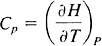 C_p = (∂H/∂T)_P